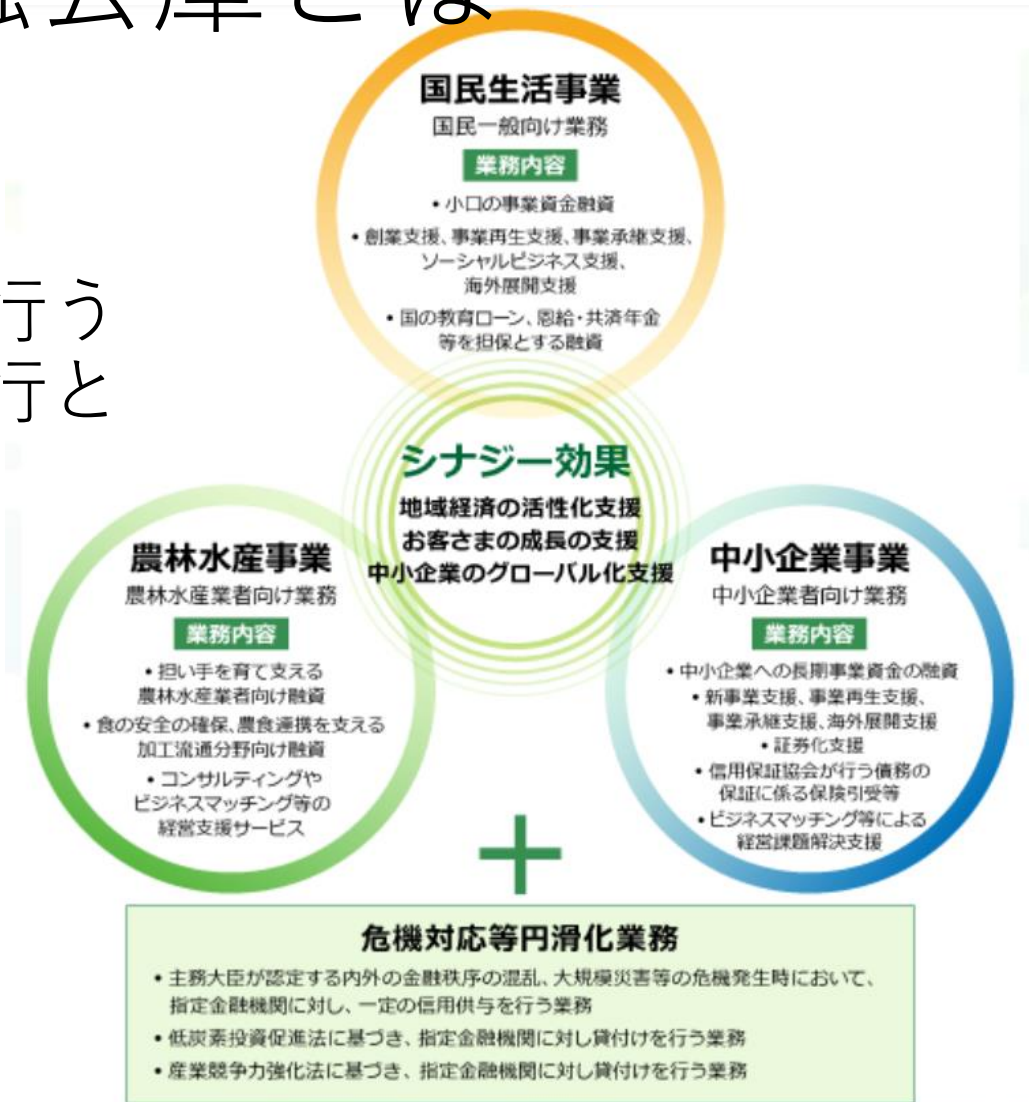 融公庫とは
行う
行と
国民生活事業
国民一般向け業務
業務内容
• 小口の事業資金融資
• 創業支援、事業再生支援、事業承継支援、
ソーシャルビジネス支援、
海外展開支援
• 国の教育ローン、恩給・共済年金
等を担保とする融資
シナジー効果
地域経済の活性化支援
お客さまの成長の支援
中小企業のグローバル化支援
農林水産事業
農林水産業者向け業務
業務内容
• 担い手を育て支える
農林水産業者向け融資
• 食の安全の確保、農食連携を支える
加工流通分野向け融資
• コンサルティングや
ビジネスマッチング等の
経営支援サービス
中小企業事業
中小企業者向け業務
業務内容
• 中小企業への長期事業資金の融資
• 新事業支援、事業再生支援、
事業承継支援、海外展開支援
• 証券化支援
• 信用保証協会が行う債務の
保証に係る保険引受等
• ビジネスマッチング等による
経営課題解決支援
+
危機対応等円滑化業務
• 主務大臣が認定する内外の金融秩序の混乱、大規模災害等の危機発生時において、
指定金融機関に対し、一定の信用供与を行う業務
• 低炭素投資促進法に基づき、指定金融機関に対し貸付けを行う業務
• 産業競争力強化法に基づき、指定金融機関に対し貸付けを行う業務